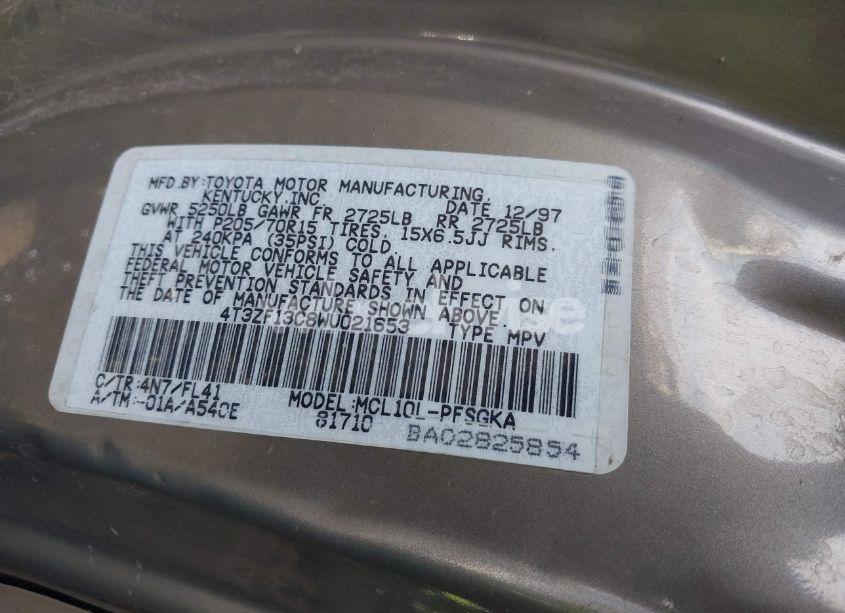 MFD.BY:TOYOTA MOTOR MANUFACTURING,
KENTUCKY,INC. DATE 12/97
GVWR 5250LB GAWR FR 2725LB RR 2725LB
WITH P205/70R15 TIRES, 15X6.5JJ RIMS,
AT 240KPA (35PSI) COLD.
THIS VEHICLE CONFORMS TO ALL APPLICABLE
FEDERAL MOTOR VEHICLE SAFETY AND
THEFT PREVENTION STANDARDS IN EFFECT ON
THE DATE OF MANUFACTURE SHOWN ABOVE.
4T3ZF13C8WU021653 TYPE MPV
C/TR:4N7/FL41 MODEL:MCL10L-PFSGKA
A/TM:-01A/A540E 81710
BA02825854